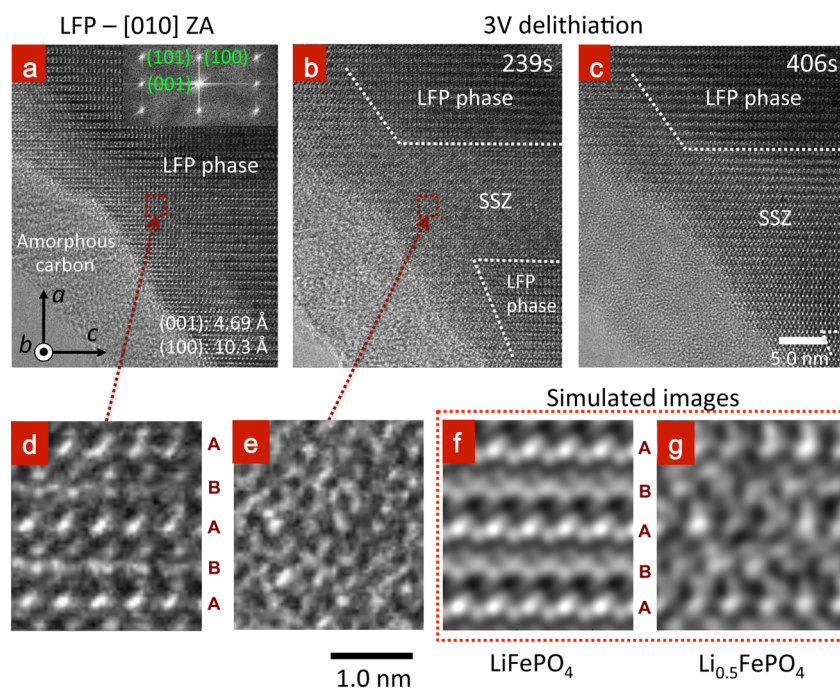 LFP – [010] ZA
3V delithiation
a
(101) (100)
(001)
LFP phase
Amorphous
carbon
a
b
c
(001): 4.69 Å
(100): 10.3 Å
b
239s
LFP phase
SSZ
LFP
phase
c
406s
LFP phase
SSZ
5.0 nm
Simulated images
d
A
B
A
B
A
e
f
A
B
A
B
A
g
1.0 nm
LiFePO₄
Li₀.₅FePO₄